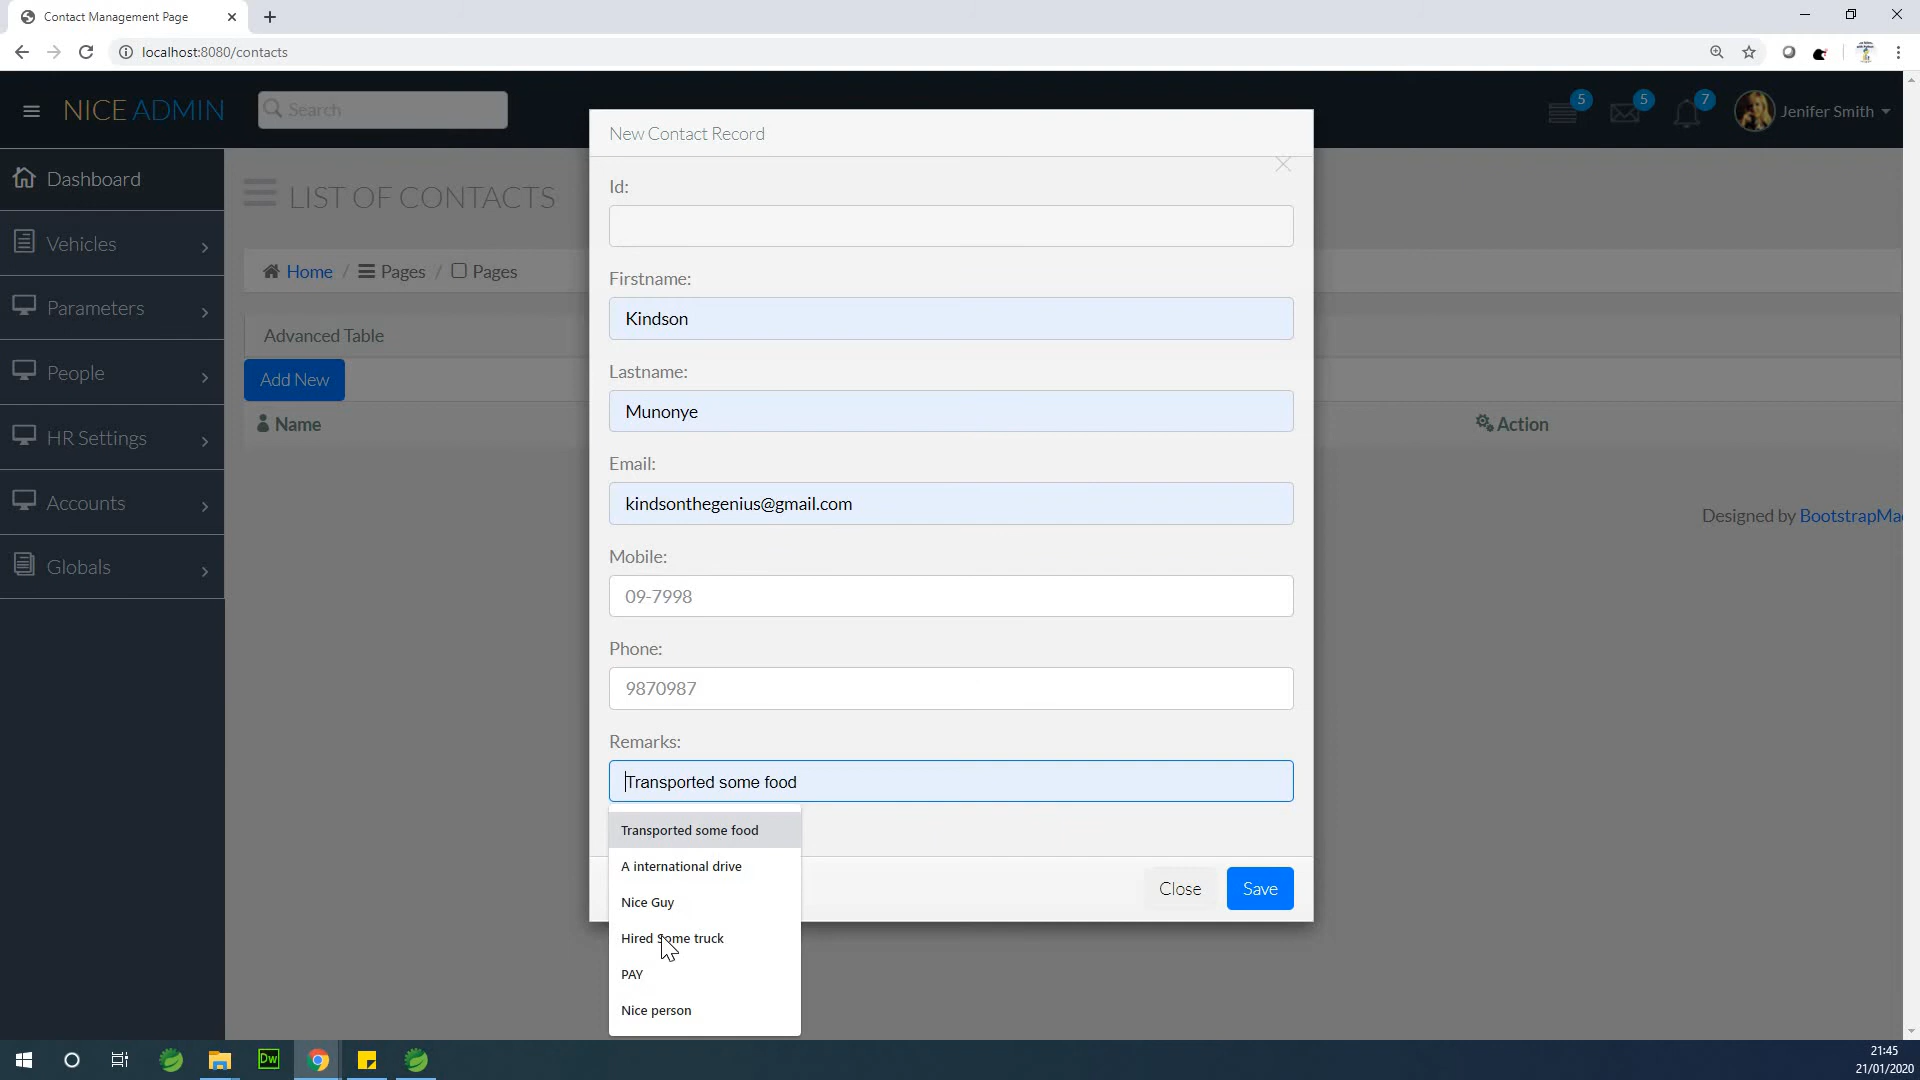 Contact Management Page
localhost:8080/contacts
NICE ADMIN
Search
5
5
7
Jenifer Smith
Dashboard
Vehicles
Parameters
People
HR Settings
Accounts
Globals
LIST OF CONTACTS
Home / Pages / Pages
Advanced Table
Add New
Name
Action
Designed by BootstrapMa
New Contact Record
Id:
Firstname:
Kindson
Lastname:
Munonye
Email:
kindsonthegenius@gmail.com
Mobile:
09-7998
Phone:
9870987
Remarks:
Transported some food
Transported some food
A international drive
Nice Guy
Hired Some truck
PAY
Nice person
Close
Save
Dw
21:45
21/01/2020